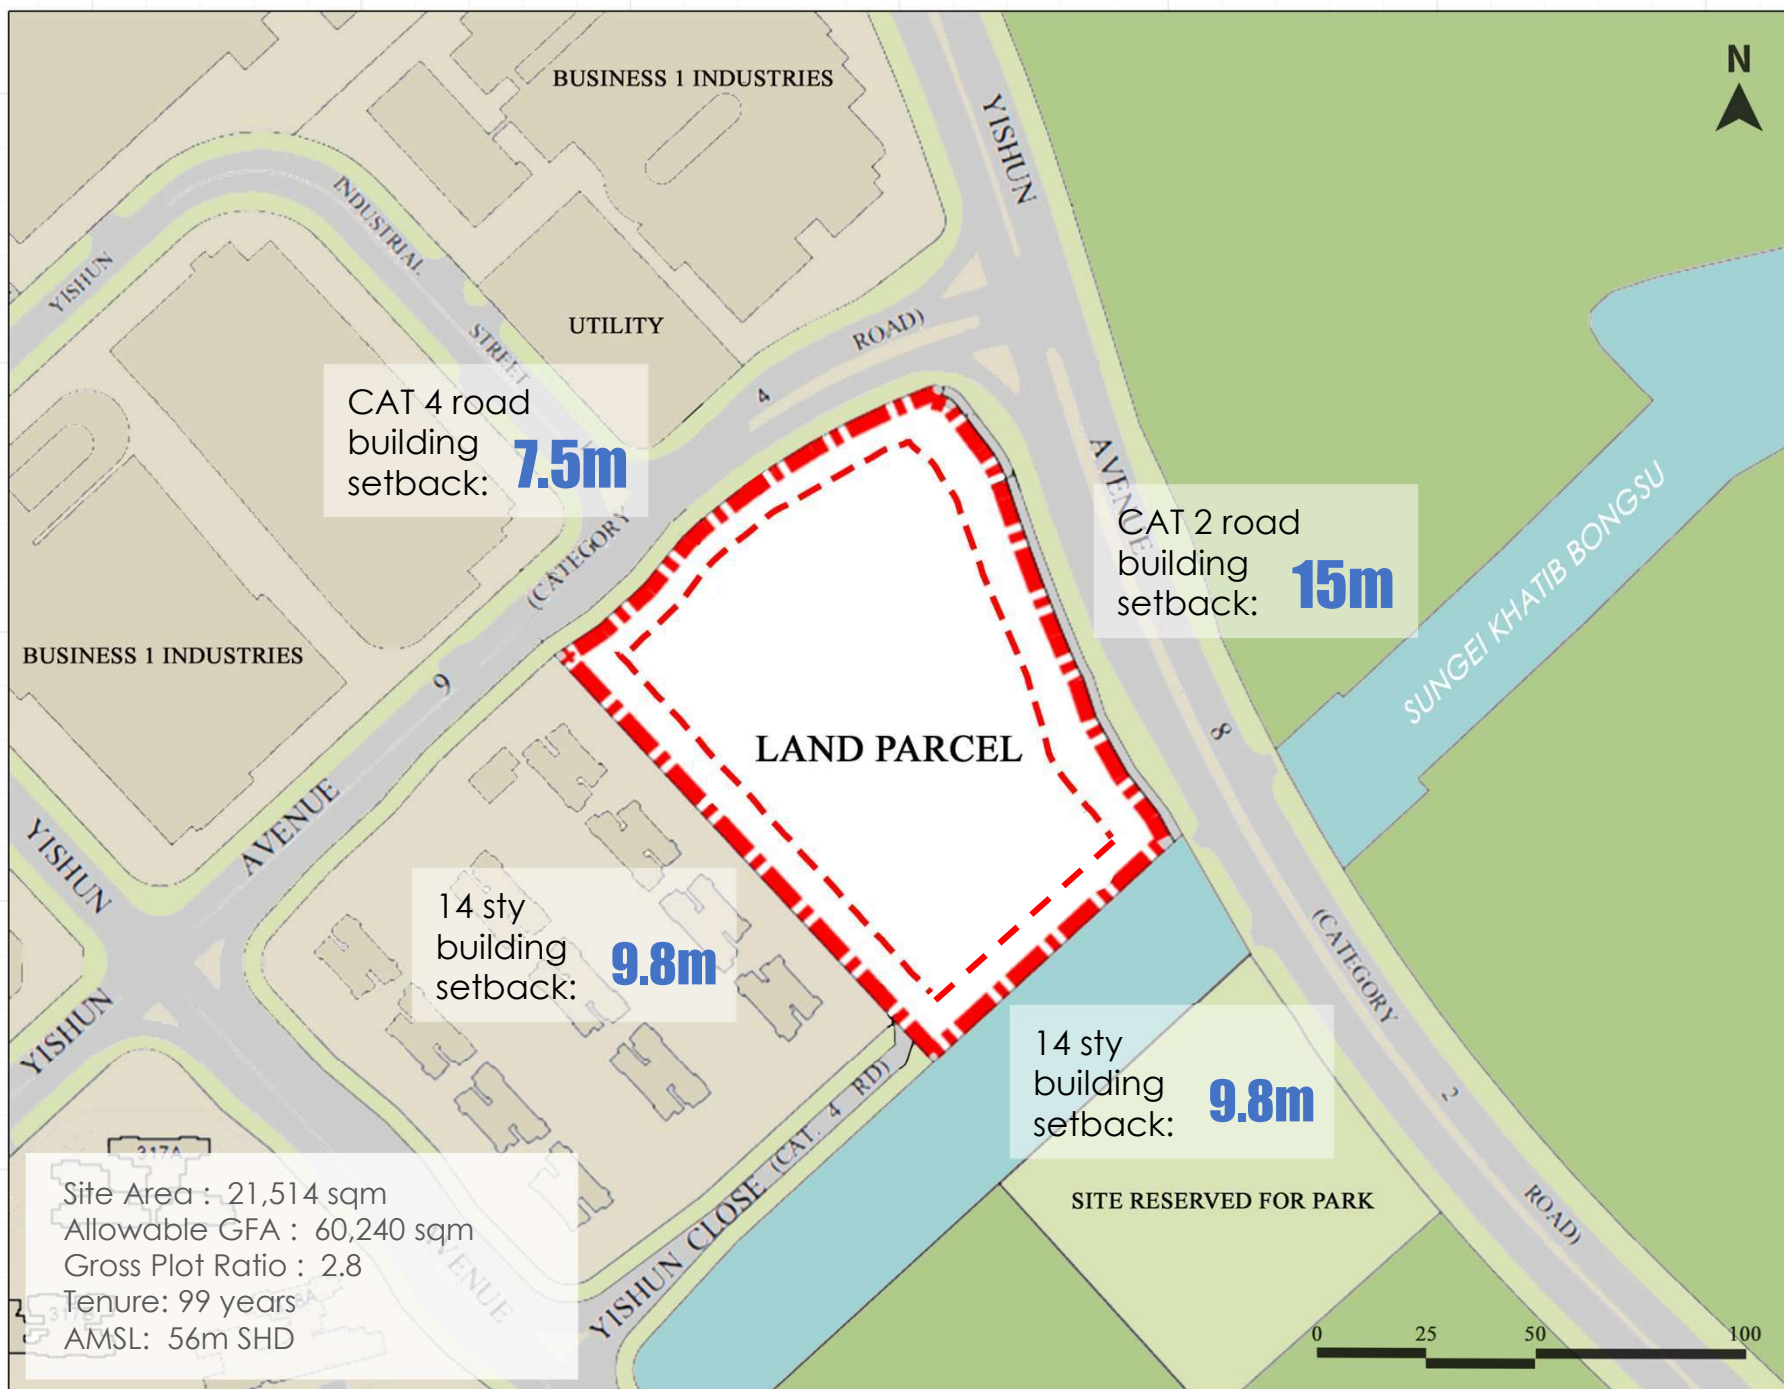 BUSINESS 1 INDUSTRIES
N
YISHUN
INDUSTRIAL
YISHUN
STREET
UTILITY
ROAD)
4
CAT 4 road
building
setback: 7.5m
(CATEGORY
9
AVENUE
AVENUE
CAT 2 road
building
setback: 15m
SUNGEI KHATIB BONGSU
BUSINESS 1 INDUSTRIES
LAND PARCEL
8
YISHUN
14 sty
building
setback: 9.8m
(CATEGORY
2
ROAD)
YISHUN
14 sty
building
setback: 9.8m
YISHUN CLOSE (CAT. 4 RD)
SITE RESERVED FOR PARK
317A
AVENUE
Site Area : 21,514 sqm
Allowable GFA : 60,240 sqm
Gross Plot Ratio : 2.8
Tenure: 99 years
AMSL: 56m SHD
0 25 50 100